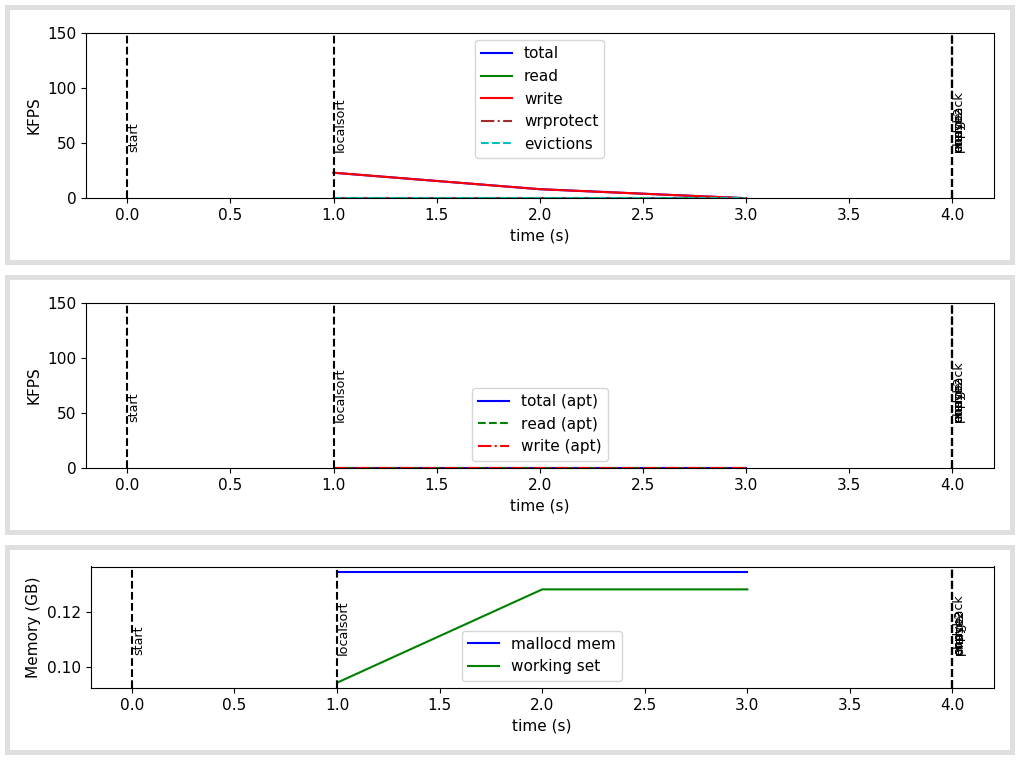 150
100
50
0
KFPS
start
localsort
total
read
write
wrprotect
evictions
0.0 0.5 1.0 1.5 2.0 2.5 3.0 3.5 4.0
time (s)
150
100
50
0
KFPS
start
localsort
total (apt)
read (apt)
write (apt)
0.0 0.5 1.0 1.5 2.0 2.5 3.0 3.5 4.0
time (s)
0.12
0.10
Memory (GB)
start
localsort
mallocd mem
working set
0.0 0.5 1.0 1.5 2.0 2.5 3.0 3.5 4.0
time (s)